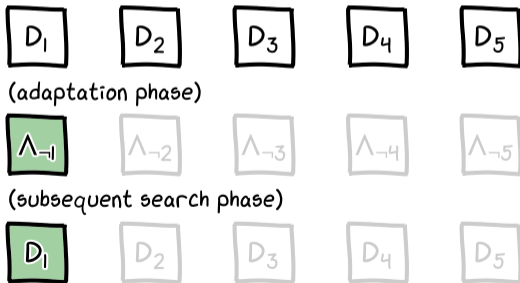 D₁ D₂ D₃ D₄ D₅
(adaptation phase)
Λ¬1 Λ¬2 Λ¬3 Λ¬4 Λ¬5
(subsequent search phase)
D₁ D₂ D₃ D₄ D₅